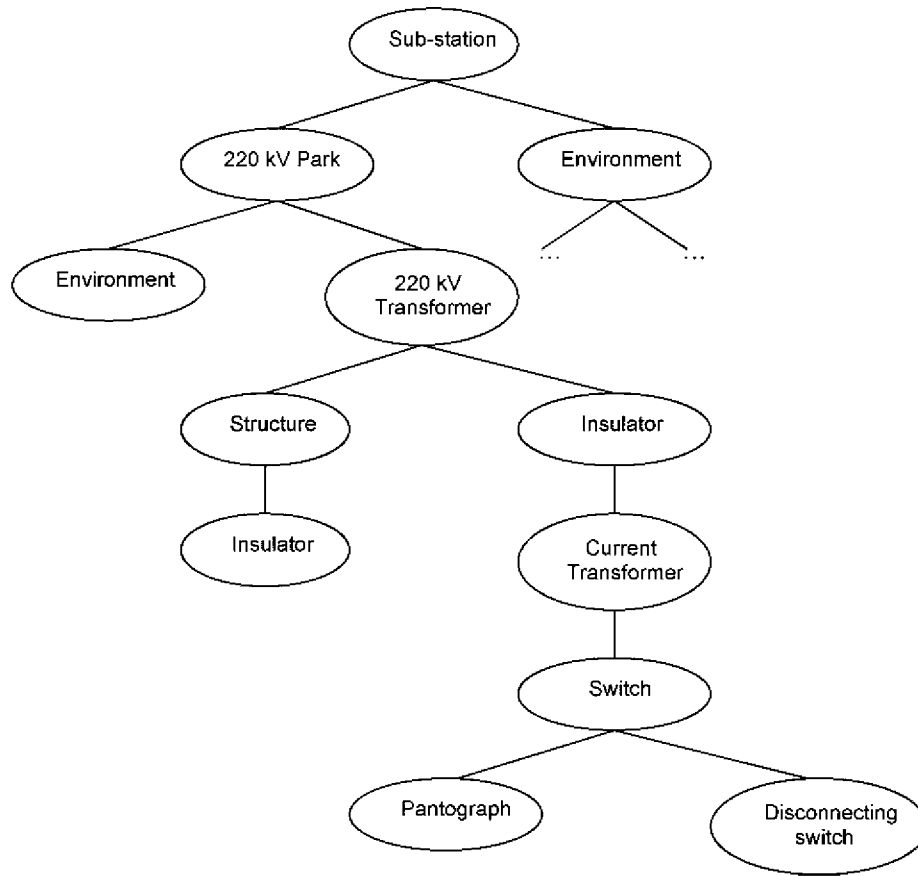 Sub-station
220 kV Park
Environment
...
...
Environment
220 kV
Transformer
Structure
Insulator
Insulator
Current
Transformer
Switch
Pantograph
Disconnecting
switch